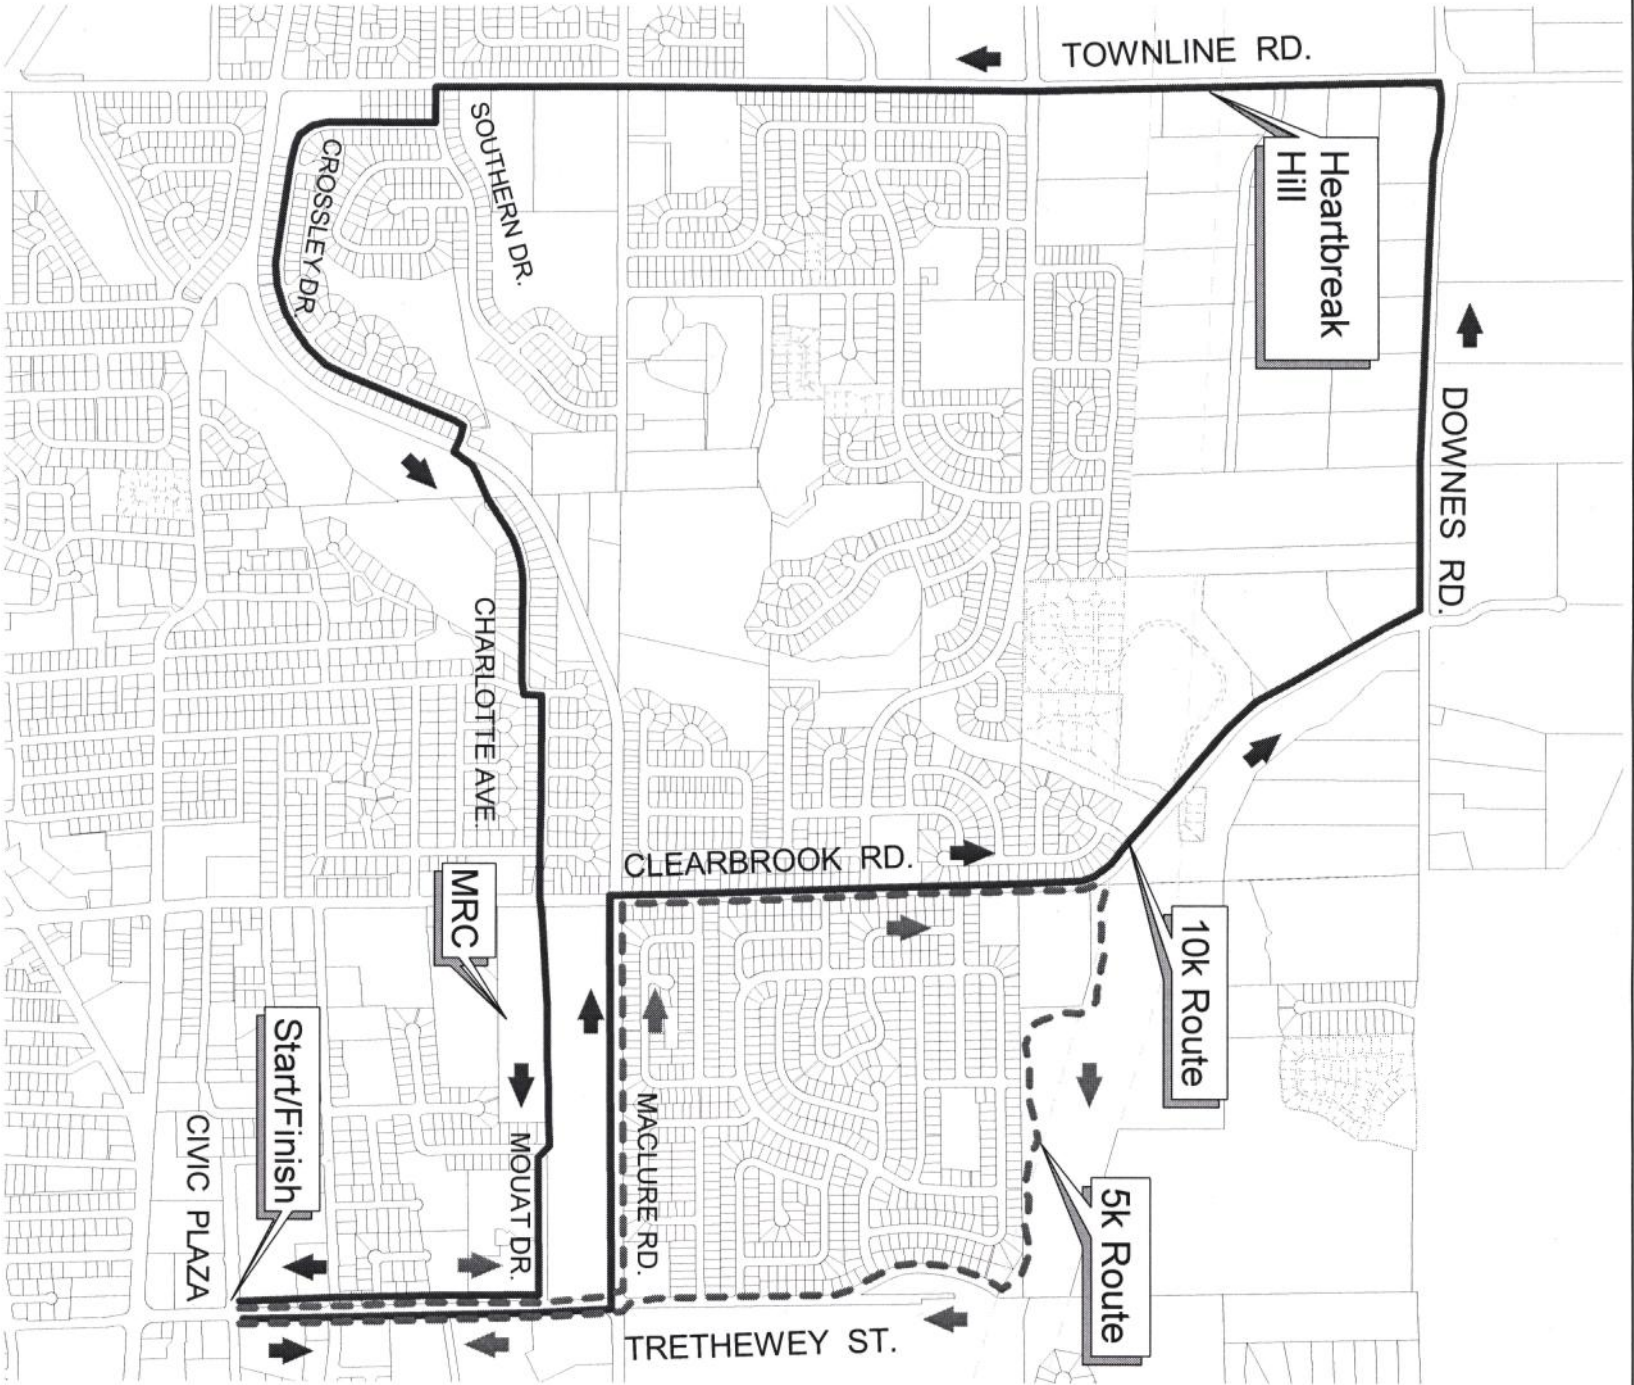 TOWNLINE RD.
Heartbreak
Hill
SOUTHERN DR.
CROSSLEY DR.
DOWNES RD.
CHARLOTTE AVE.
CLEARBROOK RD.
MRC
10k Route
Start/Finish
MACLURE RD.
MOUAT DR.
CIVIC PLAZA
5k Route
TRETHEWEY ST.